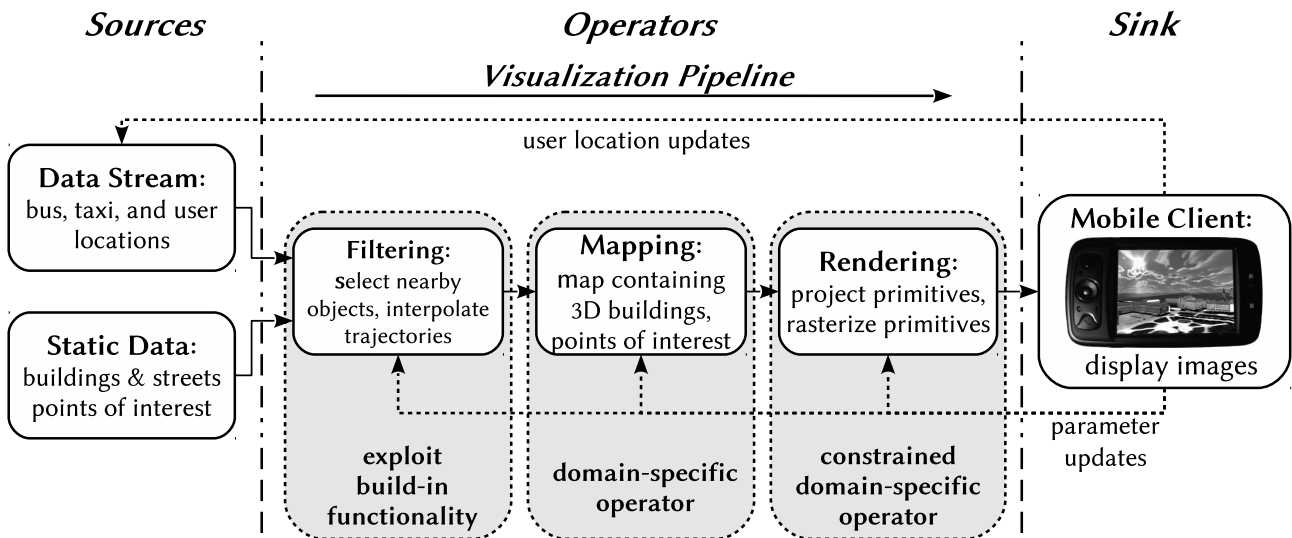 Sources
Operators
Sink
Visualization Pipeline
user location updates
Data Stream:
bus, taxi, and user
locations
Static Data:
buildings & streets
points of interest
Filtering:
select nearby
objects, interpolate
trajectories
exploit
build-in
functionality
Mapping:
map containing
3D buildings,
points of interest
domain-specific
operator
Rendering:
project primitives,
rasterize primitives
constrained
domain-specific
operator
Mobile Client:
display images
parameter
updates